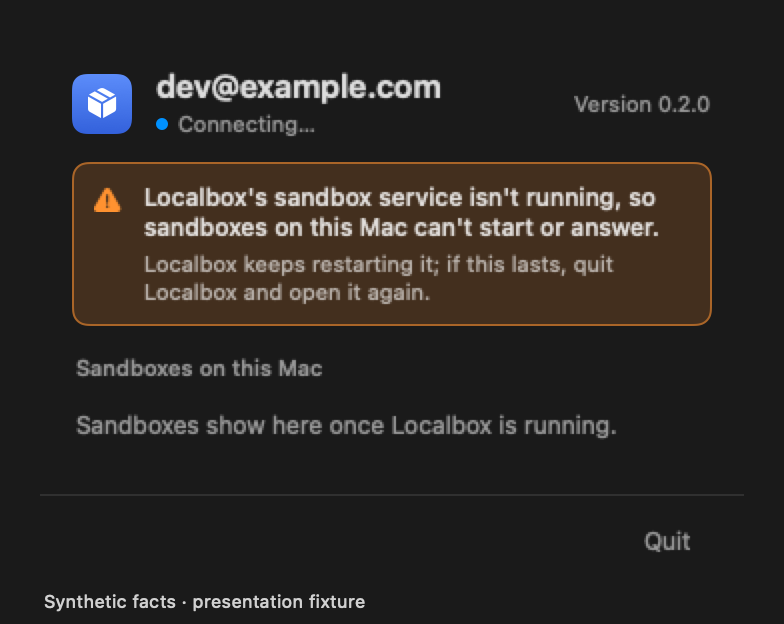 dev@example.com
Connecting...
Version 0.2.0
Localbox's sandbox service isn't running, so
sandboxes on this Mac can't start or answer.
Localbox keeps restarting it; if this lasts, quit
Localbox and open it again.
Sandboxes on this Mac
Sandboxes show here once Localbox is running.
Quit
Synthetic facts · presentation fixture